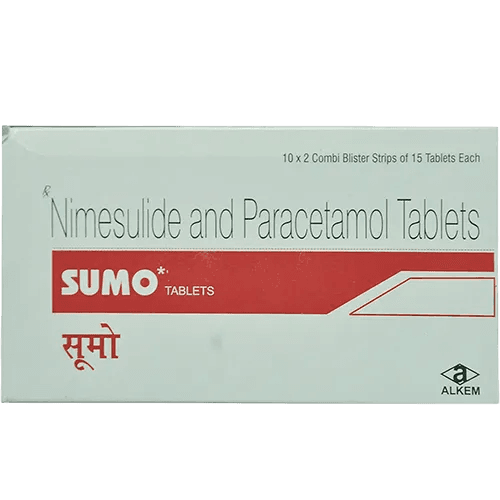 10 x 2 Combi Blister Strips of 15 Tablets Each
℞
Nimesulide and Paracetamol Tablets
SUMO*' TABLETS
सूमो
a
ALKEM